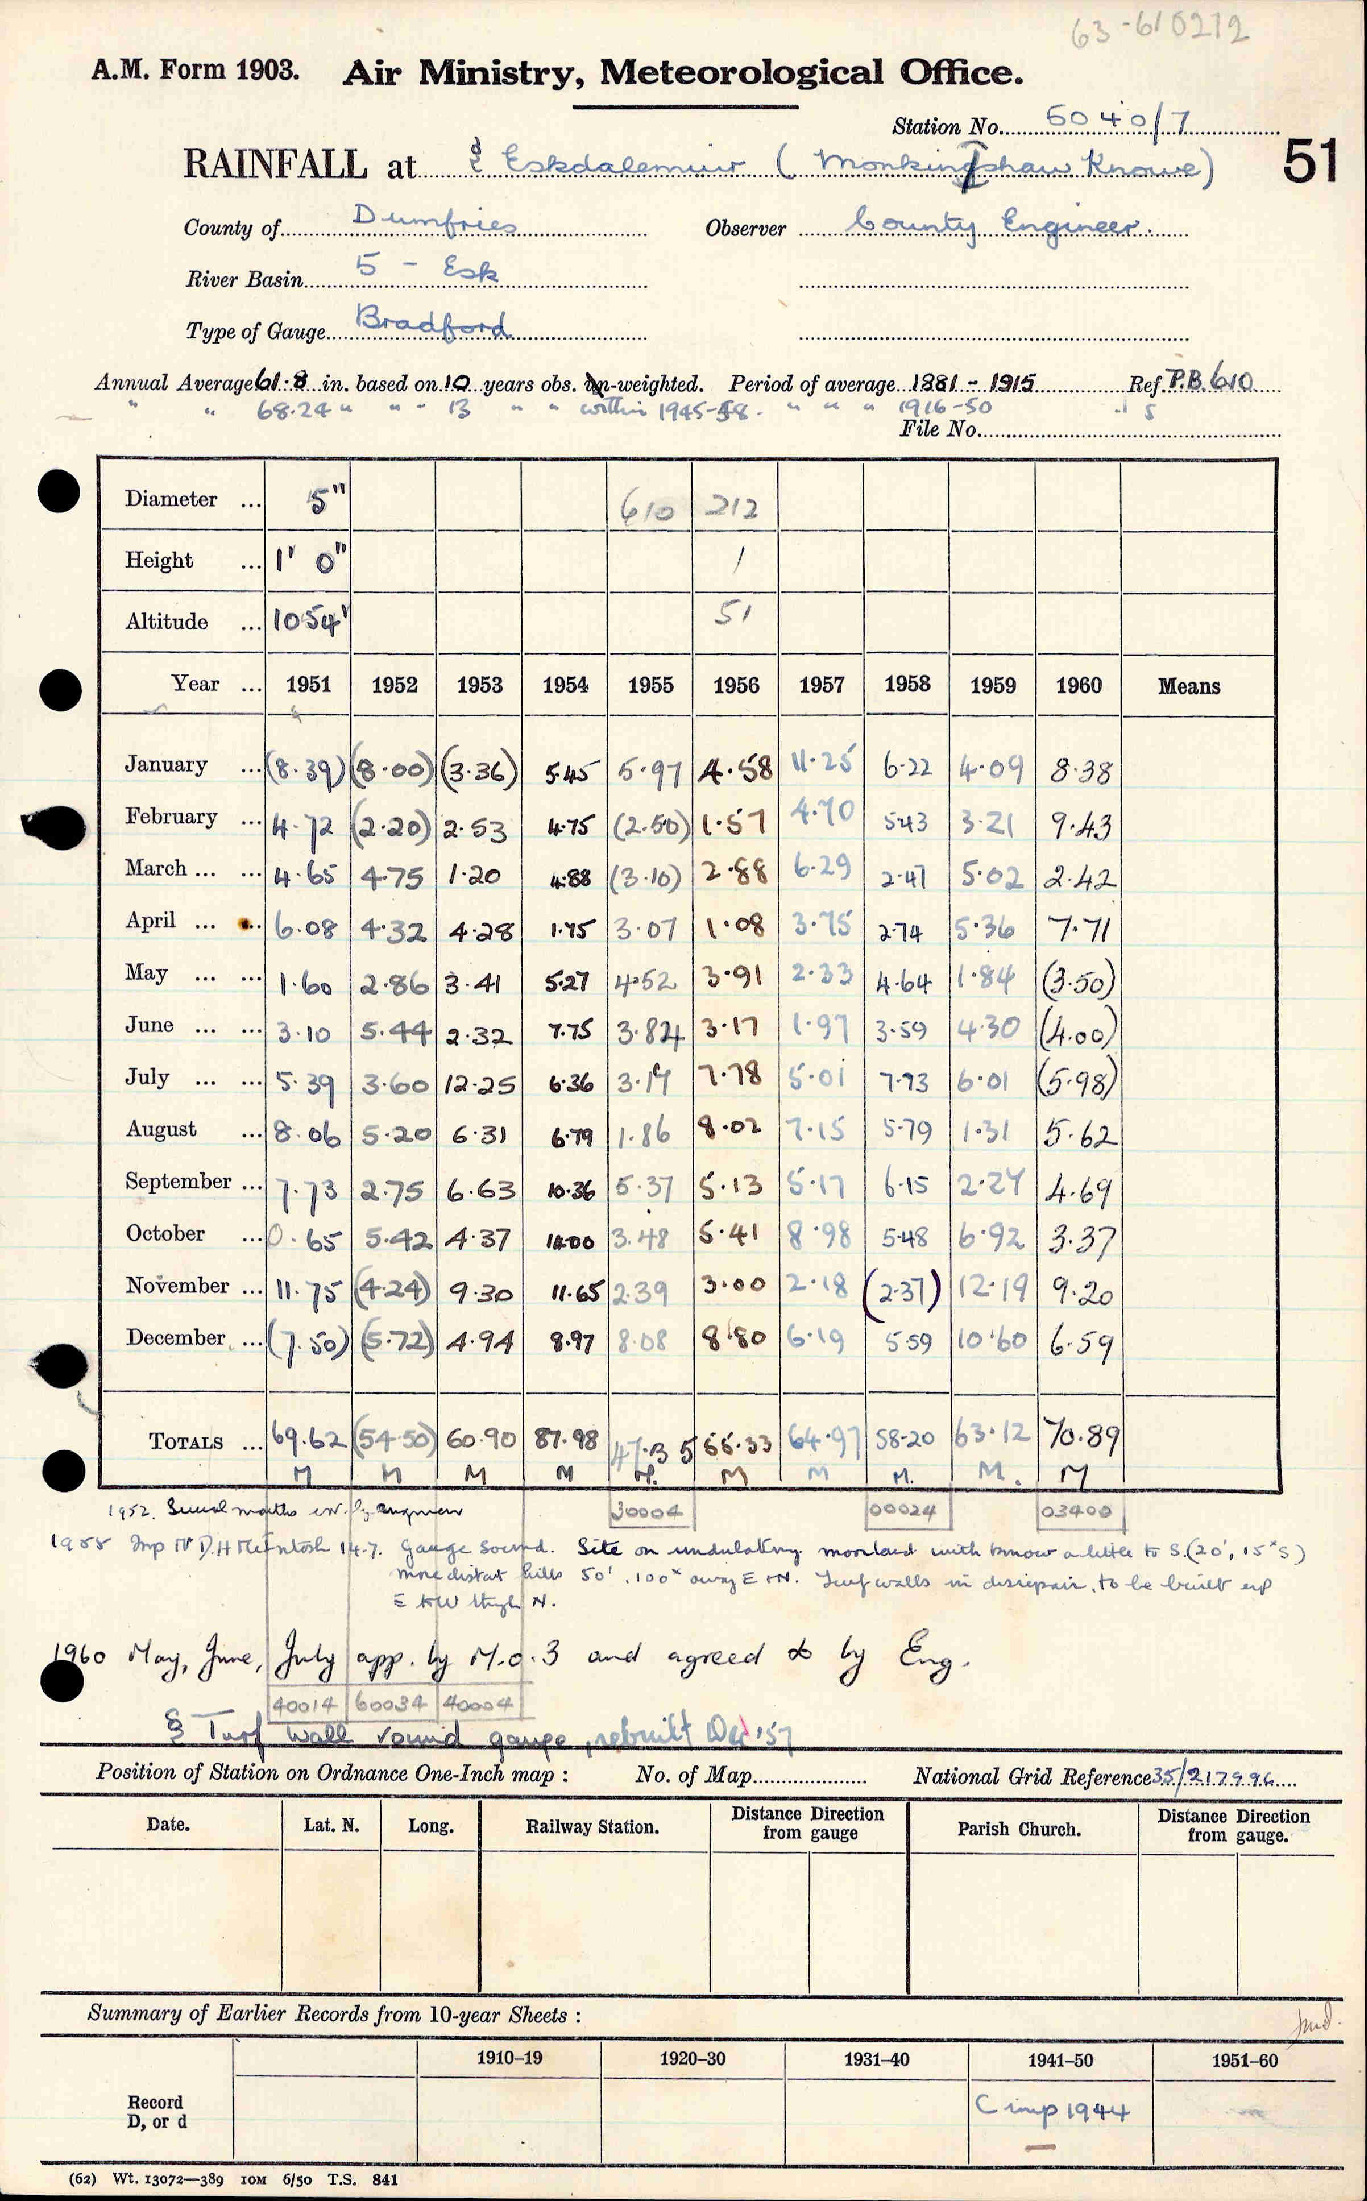 63-610212
A.M. Form 1903. Air Ministry, Meteorological Office.
Station No. 5040/7
RAINFALL at & Eskdalemuir (Monkingshaw Knowe) 51
County of Dumfries Observer County Engineer.
River Basin 5 - Esk
Type of Gauge Bradford
Annual Average 61.8 in. based on 10 years obs. un-weighted. Period of average 1881 - 1915 Ref P.B. 610
" " 68.24 " " " 13 " " within 1945-58. " " " 1916-50
File No.
Diameter ... 5" 610 212
Height ... 1' 0" 1
Altitude ... 1054' 51
Year ... 1951 1952 1953 1954 1955 1956 1957 1958 1959 1960 Means
January ... (8.39) (8.00) (3.36) 5.45 5.97 4.58 11.25 6.22 4.09 8.38
February ... 4.72 (2.20) 2.53 4.75 (2.50) 1.57 4.70 5.43 3.21 9.43
March ... ... 4.65 4.75 1.20 4.88 (3.10) 2.88 6.29 2.47 5.02 2.42
April ... ... 6.08 4.32 4.28 1.75 3.07 1.08 3.75 2.74 5.36 7.71
May ... ... 1.60 2.86 3.41 5.27 4.52 3.91 2.33 4.64 1.84 (3.50)
June ... ... 3.10 5.44 2.32 7.75 3.82 3.17 1.97 3.59 4.30 (4.00)
July ... ... 5.39 3.60 12.25 6.36 3.17 7.78 5.01 7.93 6.01 (5.98)
August ... 8.06 5.20 6.31 6.79 1.86 8.02 7.15 5.79 1.31 5.62
September ... 7.73 2.75 6.63 10.36 5.37 5.13 5.17 6.15 2.27 4.69
October ... 0.65 5.42 4.37 14.00 3.48 5.41 8.98 5.48 6.92 3.37
November ... 11.75 (4.24) 9.30 11.65 2.39 3.00 2.18 (2.37) 12.19 9.20
December ... (7.50) (5.72) 4.94 8.97 8.08 8.80 6.19 5.59 10.60 6.59
TOTALS ... 69.62 (54.50) 60.90 87.98 47.13 55.33 64.97 58.20 63.12 70.89
M M M M M. M M M. M. M
1952. Several months by engineer 30004 00024 03400
1955 Insp Mr D.H McIntosh 14.7. Gauge sound. Site on undulating moorland with knowe a little to S.(20', 15ˣS)
more distant hills 50', 100ˣ away E + N. Turf walls in disrepair, to be built up
E to W thro' N.
1960 May, June, July app. by M.O.3 and agreed to by Eng.
40014 60034 40004
& Turf wall round gauge, rebuilt Dec '57
Position of Station on Ordnance One-Inch map : No. of Map National Grid Reference 35/217996
Date. Lat. N. Long. Railway Station. Distance from gauge Direction Parish Church. Distance from gauge. Direction
Summary of Earlier Records from 10-year Sheets :
1910–19 1920–30 1931–40 1941–50 1951–60
Record
D, or d
C insp 1944
(62) Wt. 13072—389 10M 6/50 T.S. 841